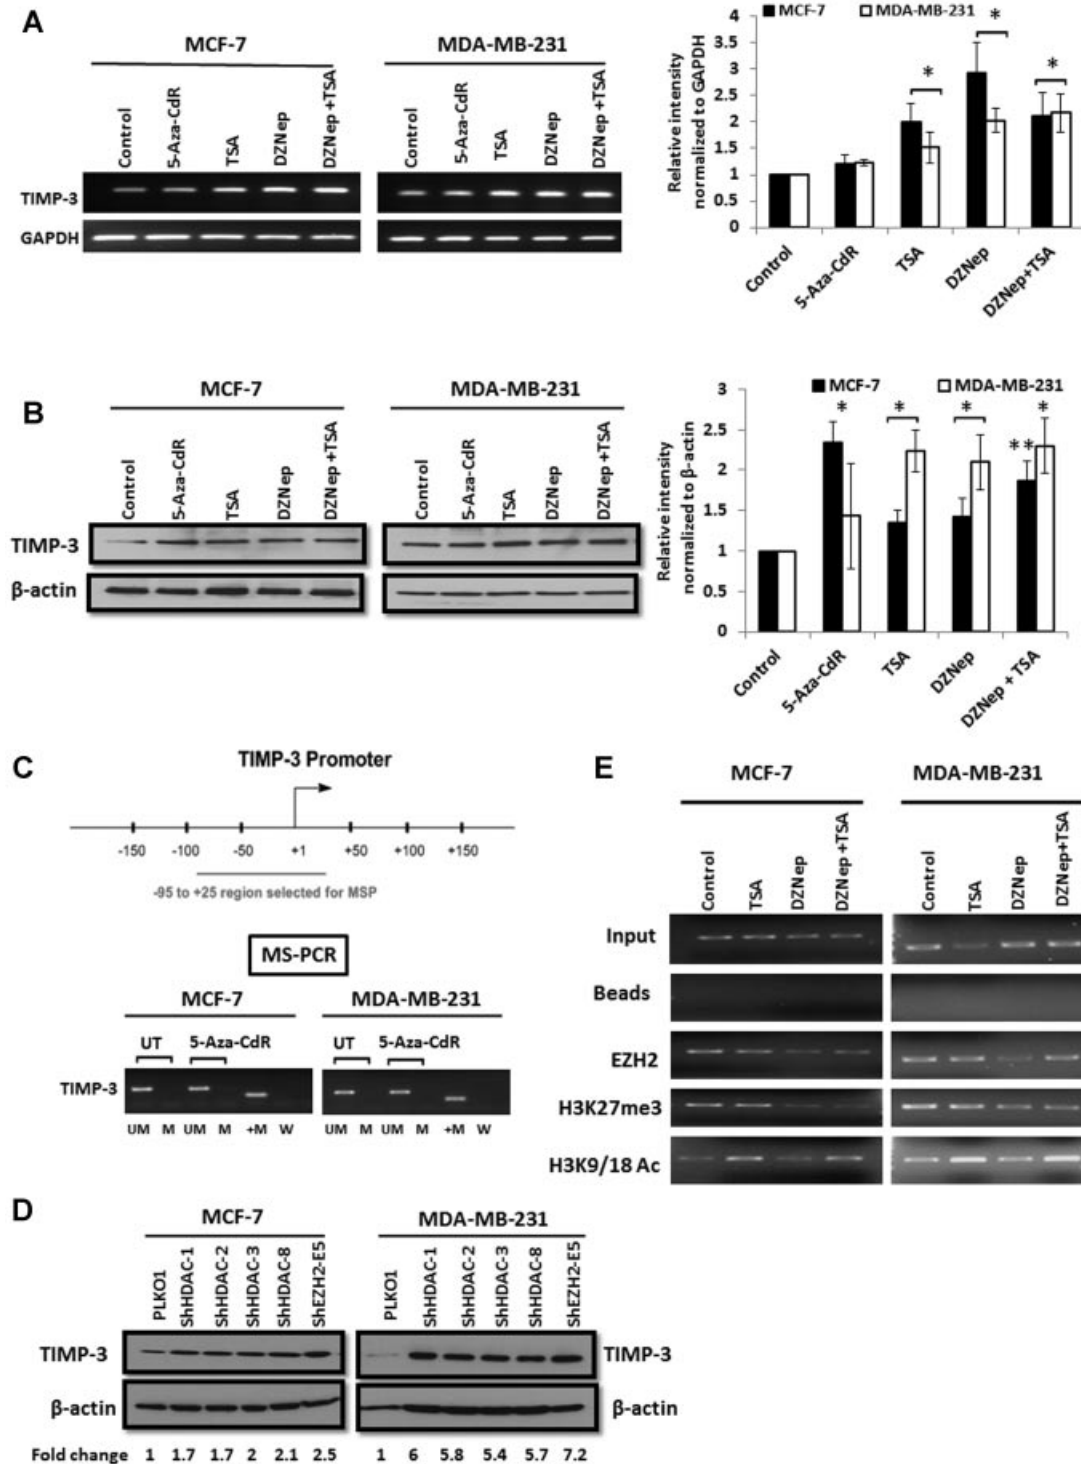 A
MCF-7
MDA-MB-231
Control
5-Aza-CdR
TSA
DZNep
DZNep +TSA
Control
5-Aza-CdR
TSA
DZNep
DZNep +TSA
TIMP-3
GAPDH
MCF-7
MDA-MB-231
Relative intensity
normalized to GAPDH
4
3.5
3
2.5
2
1.5
1
0.5
0
*
*
*
Control
5-Aza-CdR
TSA
DZNep
DZNep+TSA
B
MCF-7
MDA-MB-231
Control
5-Aza-CdR
TSA
DZNep
DZNep +TSA
Control
5-Aza-CdR
TSA
DZNep
DZNep +TSA
TIMP-3
β-actin
MCF-7
MDA-MB-231
Relative intensity
normalized to β-actin
3
2.5
2
1.5
1
0.5
0
*
*
*
**
*
Control
5-Aza-CdR
TSA
DZNep
DZNep + TSA
C
TIMP-3 Promoter
-150 -100 -50 +1 +50 +100 +150
-95 to +25 region selected for MSP
MS-PCR
MCF-7
MDA-MB-231
UT 5-Aza-CdR
UT 5-Aza-CdR
TIMP-3
UM M UM M +M W
UM M UM M +M W
E
MCF-7
MDA-MB-231
Control
TSA
DZNep
DZNep +TSA
Control
TSA
DZNep
DZNep+TSA
Input
Beads
EZH2
H3K27me3
H3K9/18 Ac
D
MCF-7
MDA-MB-231
PLKO1
ShHDAC-1
ShHDAC-2
ShHDAC-3
ShHDAC-8
ShEZH2-E5
PLKO1
ShHDAC-1
ShHDAC-2
ShHDAC-3
ShHDAC-8
ShEZH2-E5
TIMP-3
TIMP-3
β-actin
β-actin
Fold change 1 1.7 1.7 2 2.1 2.5
1 6 5.8 5.4 5.7 7.2